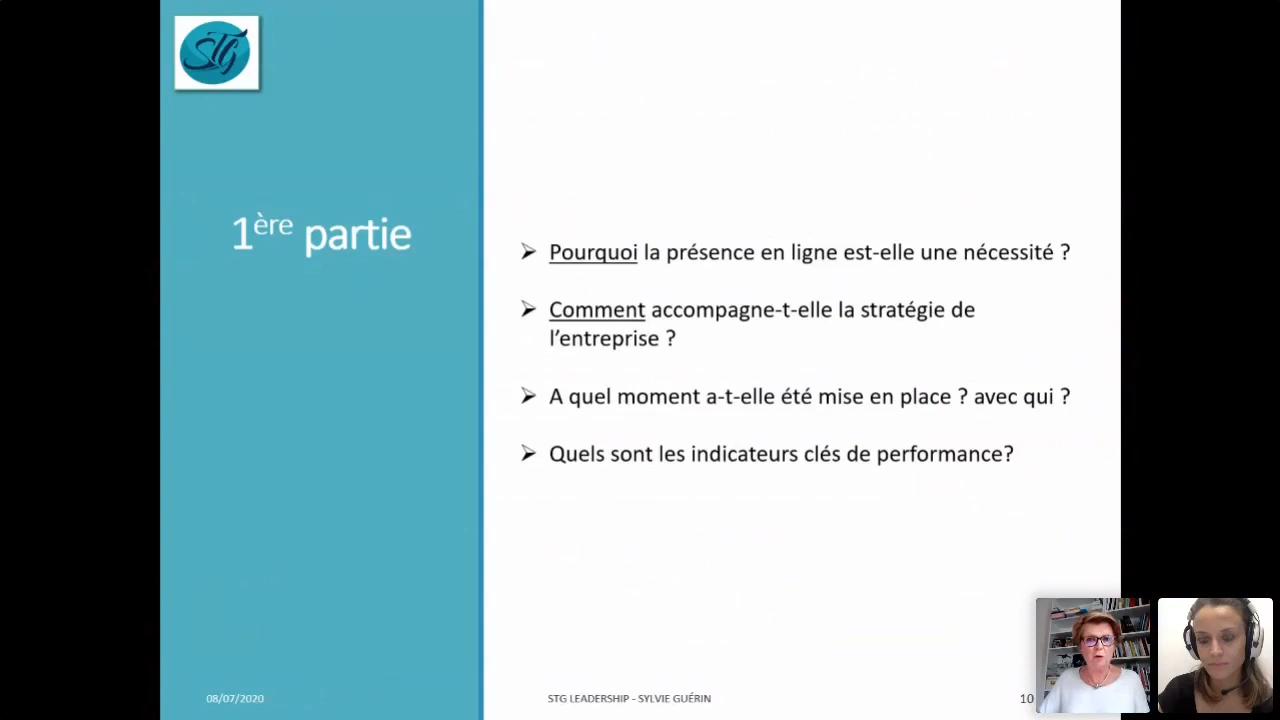 STG
1ère partie
➢ Pourquoi la présence en ligne est-elle une nécessité ?
➢ Comment accompagne-t-elle la stratégie de
l’entreprise ?
➢ A quel moment a-t-elle été mise en place ? avec qui ?
➢ Quels sont les indicateurs clés de performance?
08/07/2020
STG LEADERSHIP - SYLVIE GUÉRIN
10